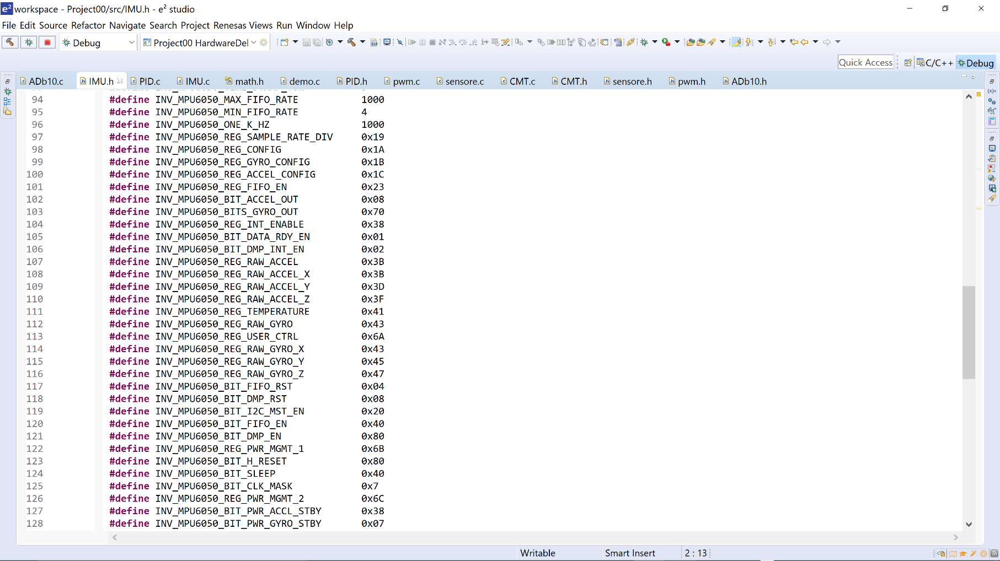 e² workspace - Project00/src/IMU.h - e² studio
File Edit Source Refactor Navigate Search Project Renesas Views Run Window Help
Debug Project00 HardwareDel
Quick Access C/C++ Debug
ADb10.c IMU.h PID.c IMU.c math.h demo.c PID.h pwm.c sensore.c CMT.c CMT.h sensore.h pwm.h ADb10.h
94 #define INV_MPU6050_MAX_FIFO_RATE 1000
95 #define INV_MPU6050_MIN_FIFO_RATE 4
96 #define INV_MPU6050_ONE_K_HZ 1000
97 #define INV_MPU6050_REG_SAMPLE_RATE_DIV 0x19
98 #define INV_MPU6050_REG_CONFIG 0x1A
99 #define INV_MPU6050_REG_GYRO_CONFIG 0x1B
100 #define INV_MPU6050_REG_ACCEL_CONFIG 0x1C
101 #define INV_MPU6050_REG_FIFO_EN 0x23
102 #define INV_MPU6050_BIT_ACCEL_OUT 0x08
103 #define INV_MPU6050_BITS_GYRO_OUT 0x70
104 #define INV_MPU6050_REG_INT_ENABLE 0x38
105 #define INV_MPU6050_BIT_DATA_RDY_EN 0x01
106 #define INV_MPU6050_BIT_DMP_INT_EN 0x02
107 #define INV_MPU6050_REG_RAW_ACCEL 0x3B
108 #define INV_MPU6050_REG_RAW_ACCEL_X 0x3B
109 #define INV_MPU6050_REG_RAW_ACCEL_Y 0x3D
110 #define INV_MPU6050_REG_RAW_ACCEL_Z 0x3F
111 #define INV_MPU6050_REG_TEMPERATURE 0x41
112 #define INV_MPU6050_REG_RAW_GYRO 0x43
113 #define INV_MPU6050_REG_USER_CTRL 0x6A
114 #define INV_MPU6050_REG_RAW_GYRO_X 0x43
115 #define INV_MPU6050_REG_RAW_GYRO_Y 0x45
116 #define INV_MPU6050_REG_RAW_GYRO_Z 0x47
117 #define INV_MPU6050_BIT_FIFO_RST 0x04
118 #define INV_MPU6050_BIT_DMP_RST 0x08
119 #define INV_MPU6050_BIT_I2C_MST_EN 0x20
120 #define INV_MPU6050_BIT_FIFO_EN 0x40
121 #define INV_MPU6050_BIT_DMP_EN 0x80
122 #define INV_MPU6050_REG_PWR_MGMT_1 0x6B
123 #define INV_MPU6050_BIT_H_RESET 0x80
124 #define INV_MPU6050_BIT_SLEEP 0x40
125 #define INV_MPU6050_BIT_CLK_MASK 0x7
126 #define INV_MPU6050_REG_PWR_MGMT_2 0x6C
127 #define INV_MPU6050_BIT_PWR_ACCL_STBY 0x38
128 #define INV_MPU6050_BIT_PWR_GYRO_STBY 0x07
Writable Smart Insert 2 : 13